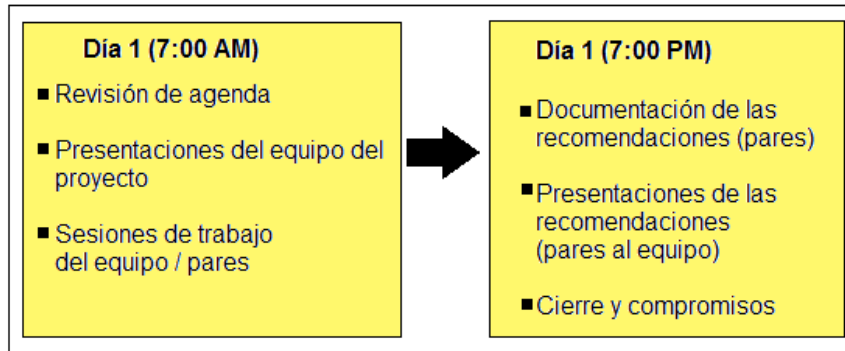 Día 1 (7:00 AM)
Revisión de agenda
Presentaciones del equipo del
proyecto
Sesiones de trabajo
del equipo / pares
Día 1 (7:00 PM)
Documentación de las
recomendaciones (pares)
Presentaciones de las
recomendaciones
(pares al equipo)
Cierre y compromisos